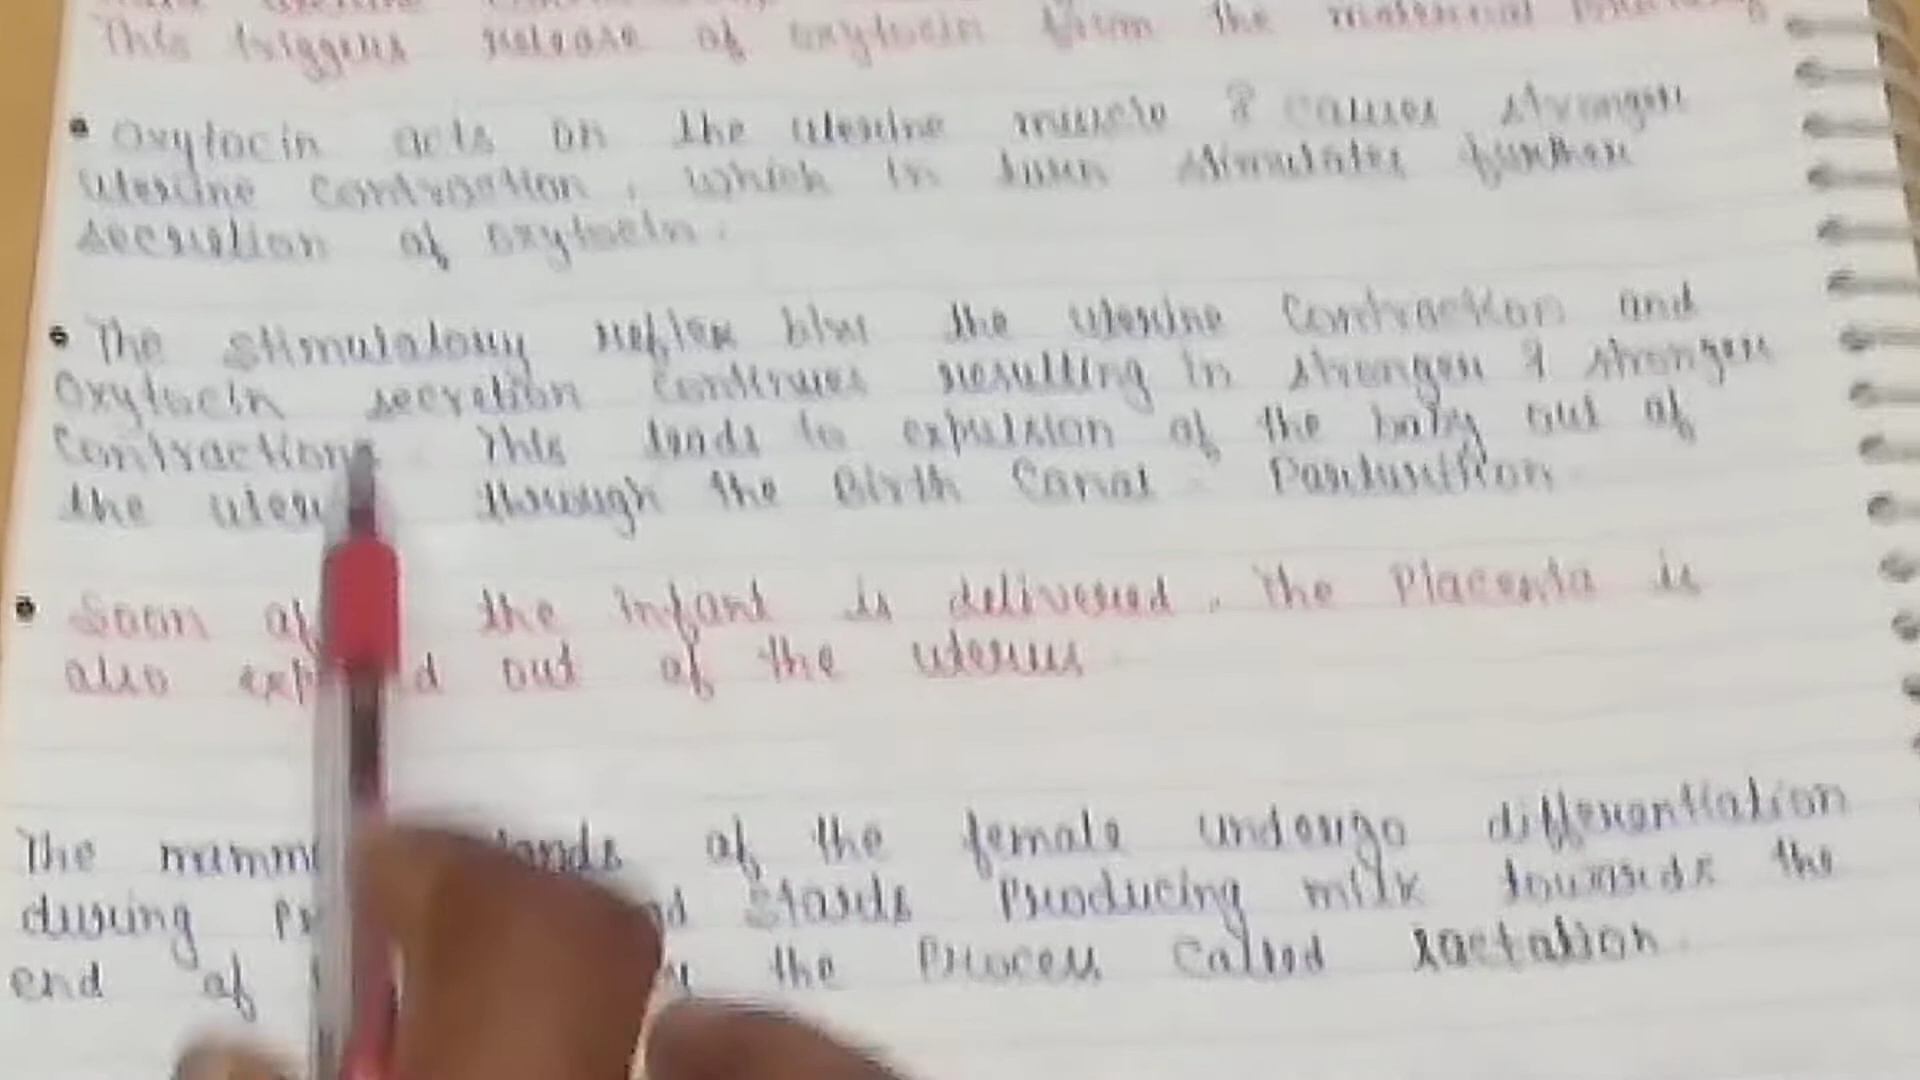 This triggers release of oxytocin from the maternal
• Oxytocin acts on the uterine muscle & causes stronger
uterine contraction, which in turn stimulates further
secretion of oxytocin.
• The stimulatory reflex b/w the uterine contraction and
oxytocin secretion continues resulting in stronger & stronger
contractions. This leads to expulsion of the baby out of
the through the Birth Canal - Parturition.
• Soon the infant is delivered, the Placenta is
also out of the uterus.
The of the female undergo differentiation
during starts Producing milk towards the
end of the Process called lactation.